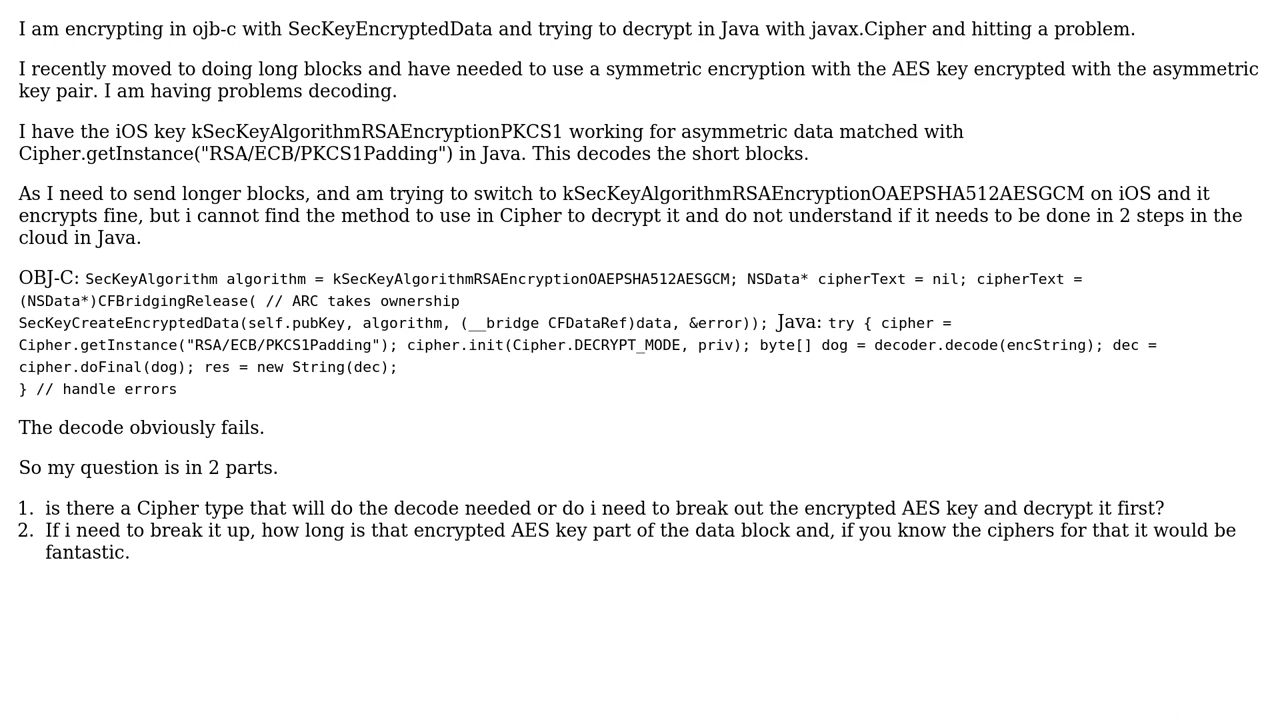 I am encrypting in ojb-c with SecKeyEncryptedData and trying to decrypt in Java with javax.Cipher and hitting a problem.
I recently moved to doing long blocks and have needed to use a symmetric encryption with the AES key encrypted with the asymmetric
key pair. I am having problems decoding.
I have the iOS key kSecKeyAlgorithmRSAEncryptionPKCS1 working for asymmetric data matched with
Cipher.getInstance("RSA/ECB/PKCS1Padding") in Java. This decodes the short blocks.
As I need to send longer blocks, and am trying to switch to kSecKeyAlgorithmRSAEncryptionOAEPSHA512AESGCM on iOS and it
encrypts fine, but i cannot find the method to use in Cipher to decrypt it and do not understand if it needs to be done in 2 steps in the
cloud in Java.
OBJ-C: SecKeyAlgorithm algorithm = kSecKeyAlgorithmRSAEncryptionOAEPSHA512AESGCM; NSData* cipherText = nil; cipherText =
(NSData*)CFBridgingRelease( // ARC takes ownership
SecKeyCreateEncryptedData(self.pubKey, algorithm, (__bridge CFDataRef)data, &error)); Java: try { cipher =
Cipher.getInstance("RSA/ECB/PKCS1Padding"); cipher.init(Cipher.DECRYPT_MODE, priv); byte[] dog = decoder.decode(encString); dec =
cipher.doFinal(dog); res = new String(dec);
} // handle errors
The decode obviously fails.
So my question is in 2 parts.
1. is there a Cipher type that will do the decode needed or do i need to break out the encrypted AES key and decrypt it first?
2. If i need to break it up, how long is that encrypted AES key part of the data block and, if you know the ciphers for that it would be
fantastic.